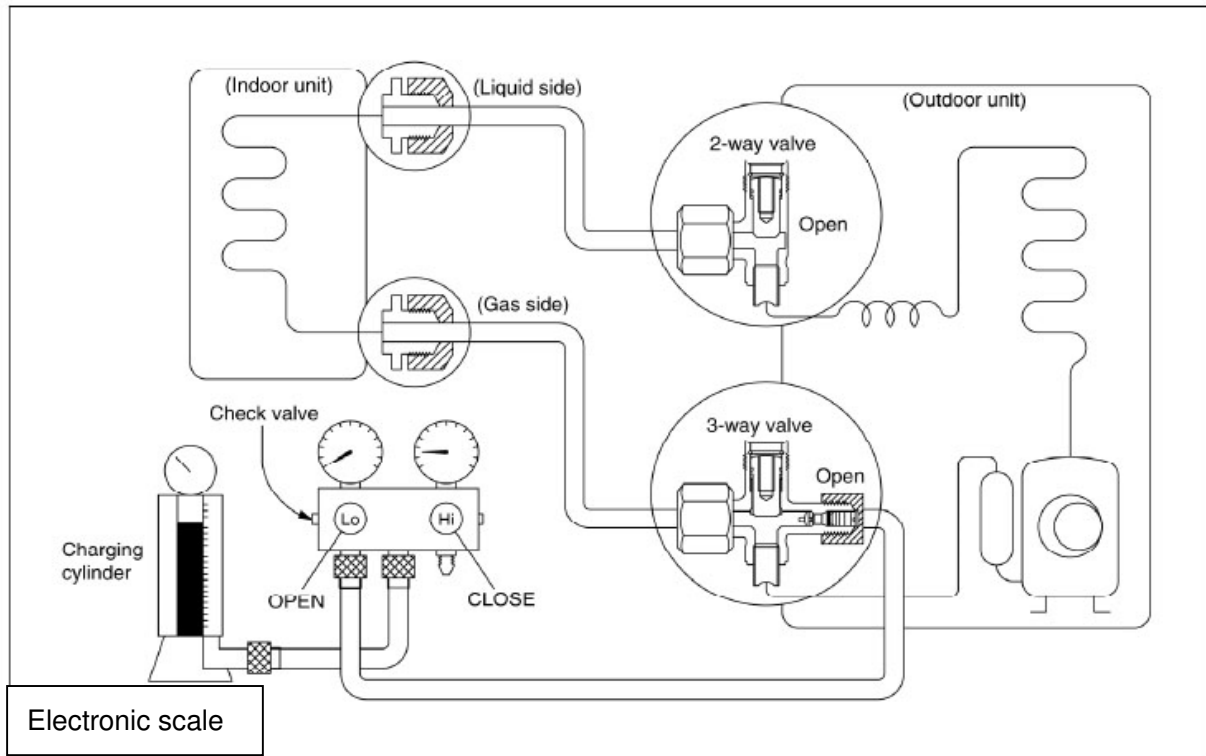 (Indoor unit)
(Liquid side)
(Outdoor unit)
2-way valve
Open
(Gas side)
Check valve
3-way valve
Open
Lo
Hi
Charging
cylinder
OPEN
CLOSE
Electronic scale